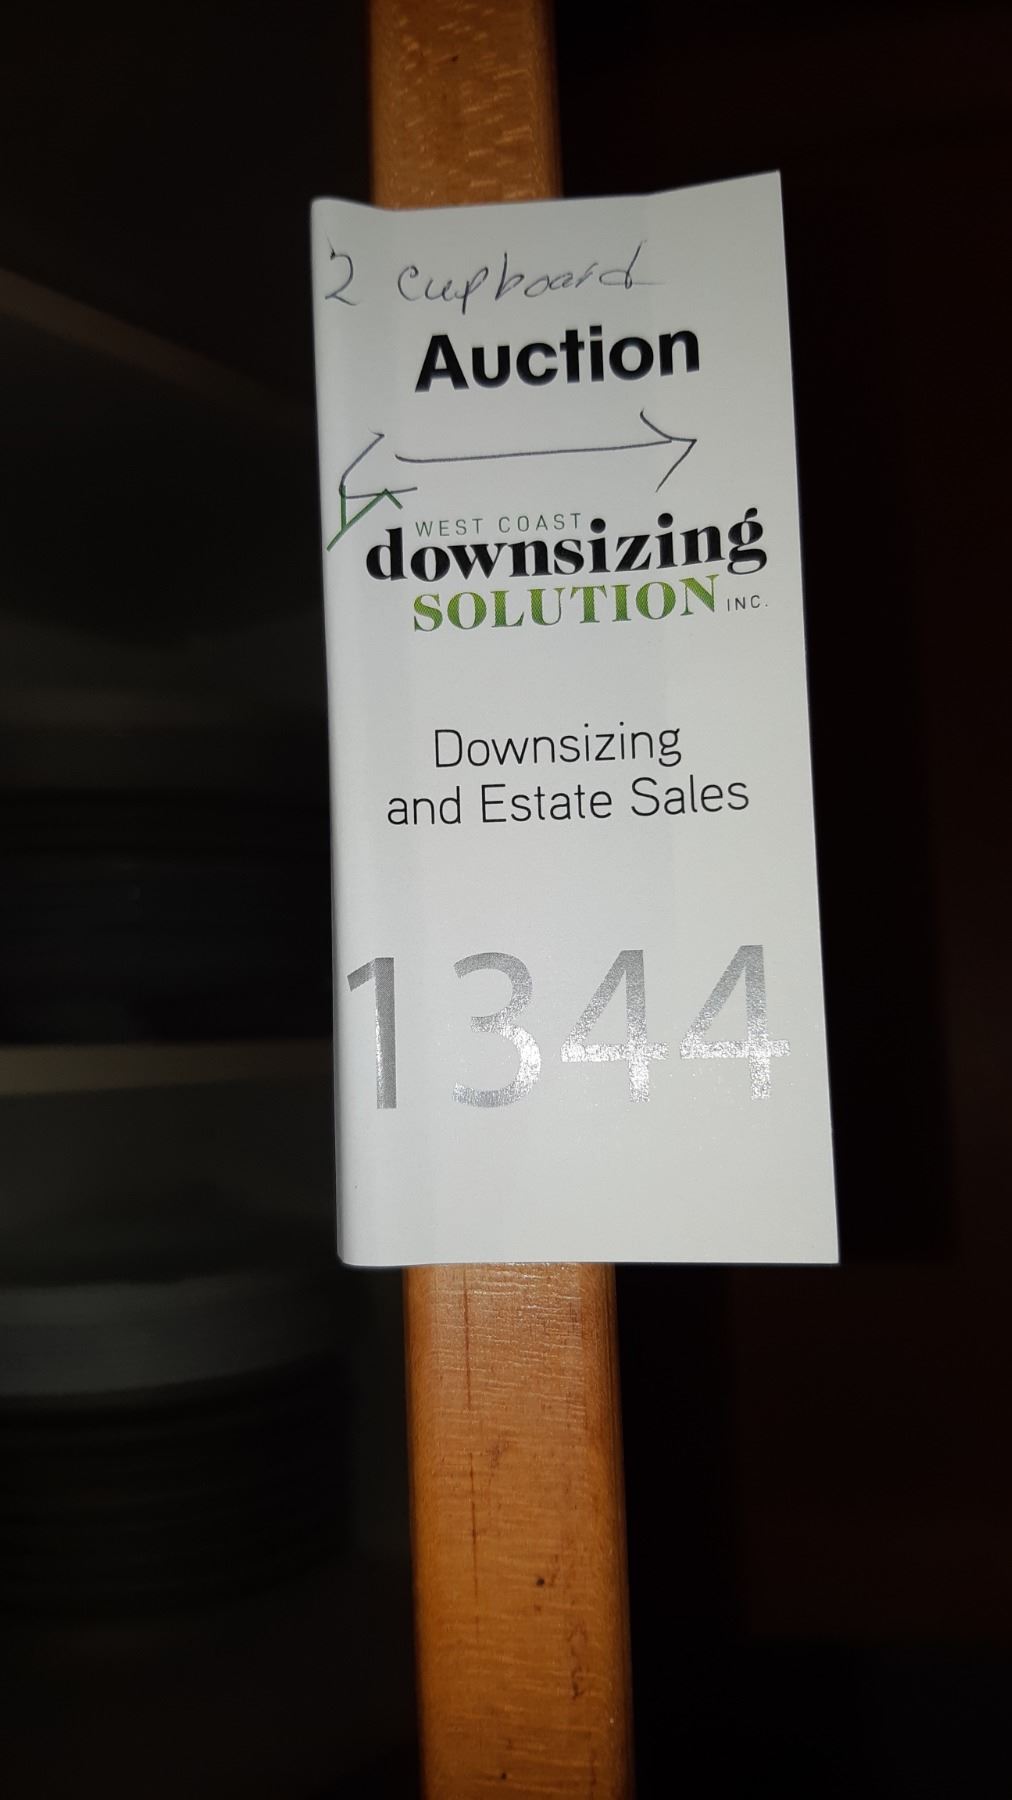 2 cupboard
Auction
WEST COAST
downsizing
SOLUTION INC.
Downsizing
and Estate Sales
1344